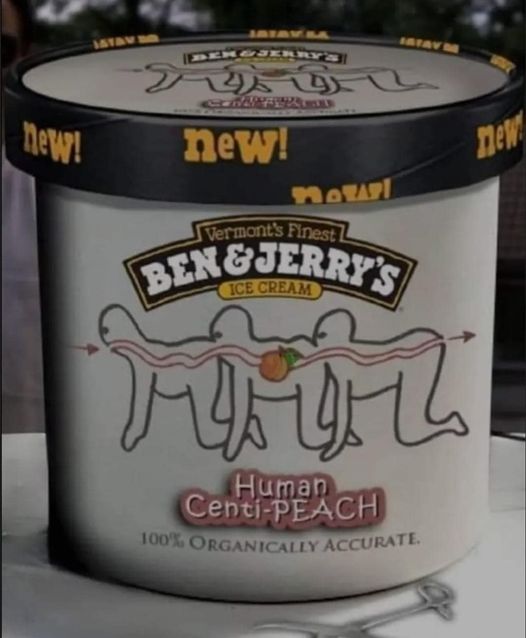 BEN & JERRY'S
new!
new!
new!
new!
Vermont's Finest
BEN & JERRY'S
ICE CREAM
Human
Centi-PEACH
100% ORGANICALLY ACCURATE.